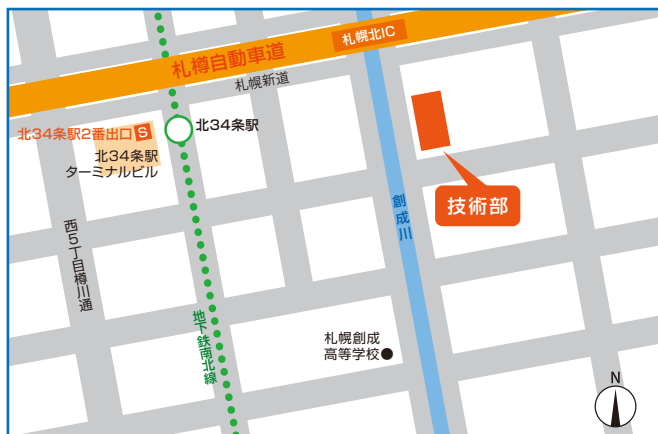 札幌北IC
札樽自動車道
札幌新道
北34条駅2番出口 S
北34条駅
北34条駅
ターミナルビル
技術部
創成川
西5丁目樽川通
地下鉄南北線
札幌創成
高等学校
N